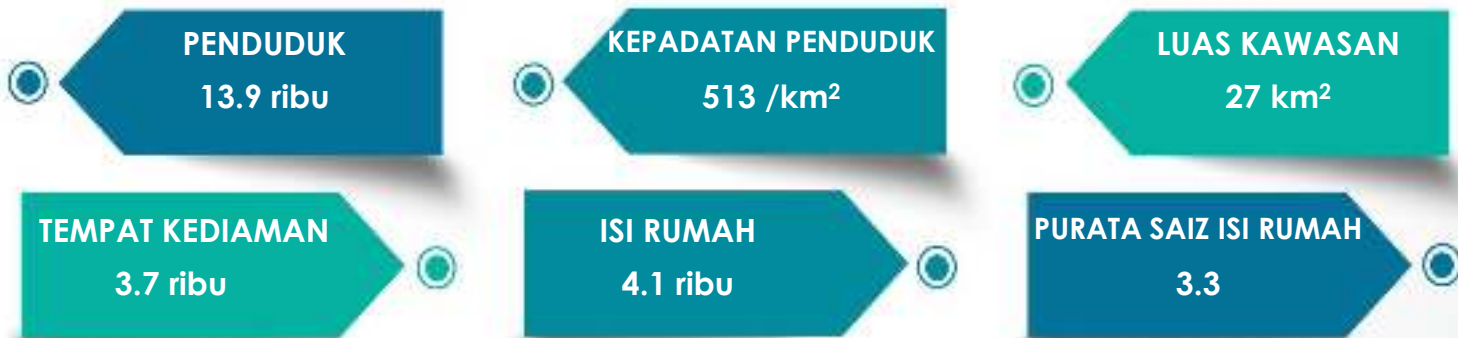 PENDUDUK
13.9 ribu
KEPADATAN PENDUDUK
513 /km²
LUAS KAWASAN
27 km²
TEMPAT KEDIAMAN
3.7 ribu
ISI RUMAH
4.1 ribu
PURATA SAIZ ISI RUMAH
3.3